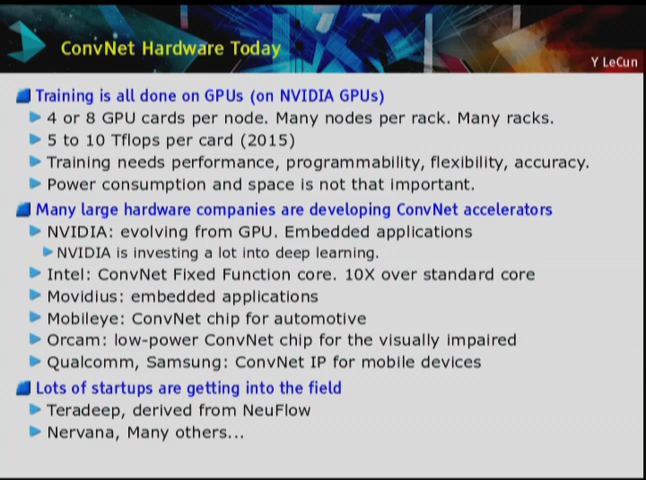 ConvNet Hardware Today
Y LeCun
Training is all done on GPUs (on NVIDIA GPUs)
4 or 8 GPU cards per node. Many nodes per rack. Many racks.
5 to 10 Tflops per card (2015)
Training needs performance, programmability, flexibility, accuracy.
Power consumption and space is not that important.
Many large hardware companies are developing ConvNet accelerators
NVIDIA: evolving from GPU. Embedded applications
NVIDIA is investing a lot into deep learning.
Intel: ConvNet Fixed Function core. 10X over standard core
Movidius: embedded applications
Mobileye: ConvNet chip for automotive
Orcam: low-power ConvNet chip for the visually impaired
Qualcomm, Samsung: ConvNet IP for mobile devices
Lots of startups are getting into the field
Teradeep, derived from NeuFlow
Nervana, Many others...